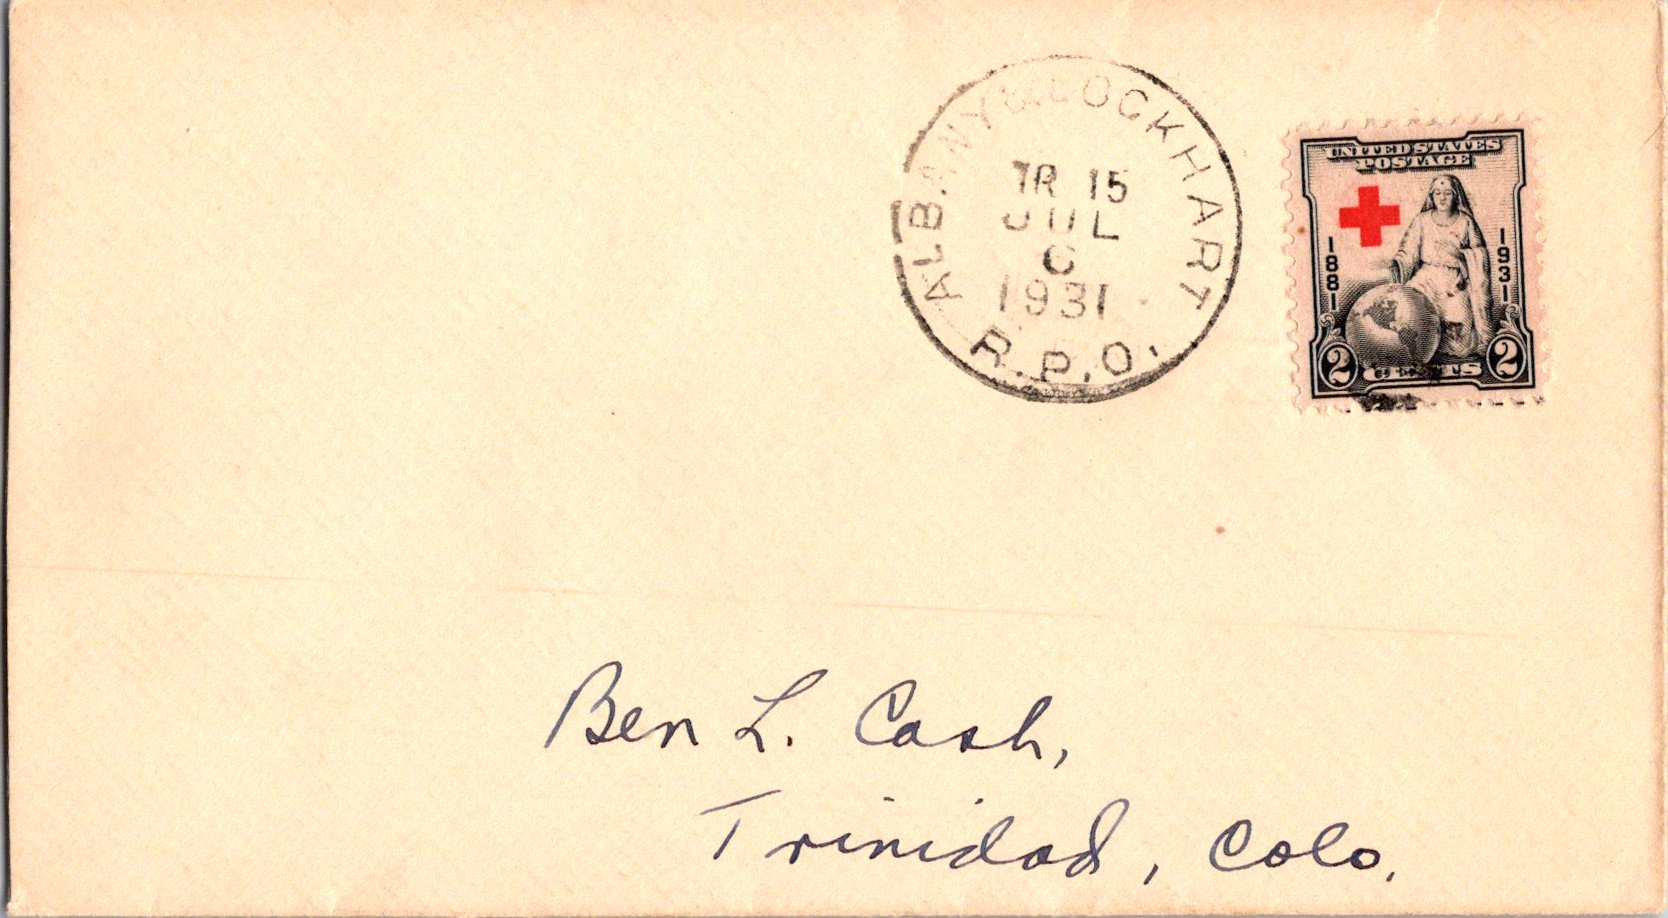 ALBANY & LOCKHART
TR 15
JUL
6
1931
R.P.O.
UNITED STATES
POSTAGE
1881
1931
2 CENTS 2
Ben L. Cash,
Trinidad, Colo.